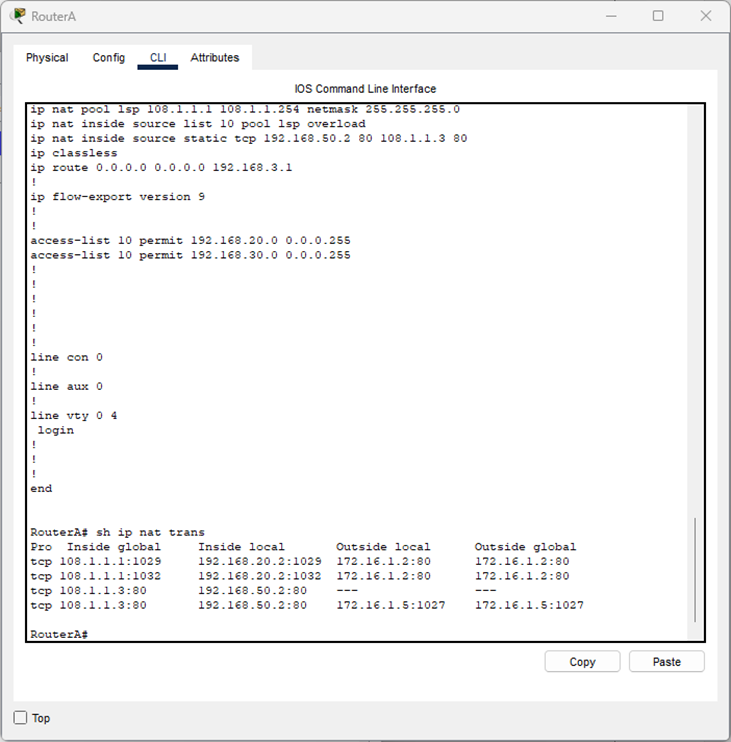 RouterA
Physical Config CLI Attributes
IOS Command Line Interface
ip nat pool lsp 108.1.1.1 108.1.1.254 netmask 255.255.255.0
ip nat inside source list 10 pool lsp overload
ip nat inside source static tcp 192.168.50.2 80 108.1.1.3 80
ip classless
ip route 0.0.0.0 0.0.0.0 192.168.3.1
!
ip flow-export version 9
!
!
access-list 10 permit 192.168.20.0 0.0.0.255
access-list 10 permit 192.168.30.0 0.0.0.255
!
!
!
!
!
!
line con 0
!
line aux 0
!
line vty 0 4
login
!
!
!
end
RouterA# sh ip nat trans
Pro Inside global Inside local Outside local Outside global
tcp 108.1.1.1:1029 192.168.20.2:1029 172.16.1.2:80 172.16.1.2:80
tcp 108.1.1.1:1032 192.168.20.2:1032 172.16.1.2:80 172.16.1.2:80
tcp 108.1.1.3:80 192.168.50.2:80 --- ---
tcp 108.1.1.3:80 192.168.50.2:80 172.16.1.5:1027 172.16.1.5:1027
RouterA#
Copy Paste
Top